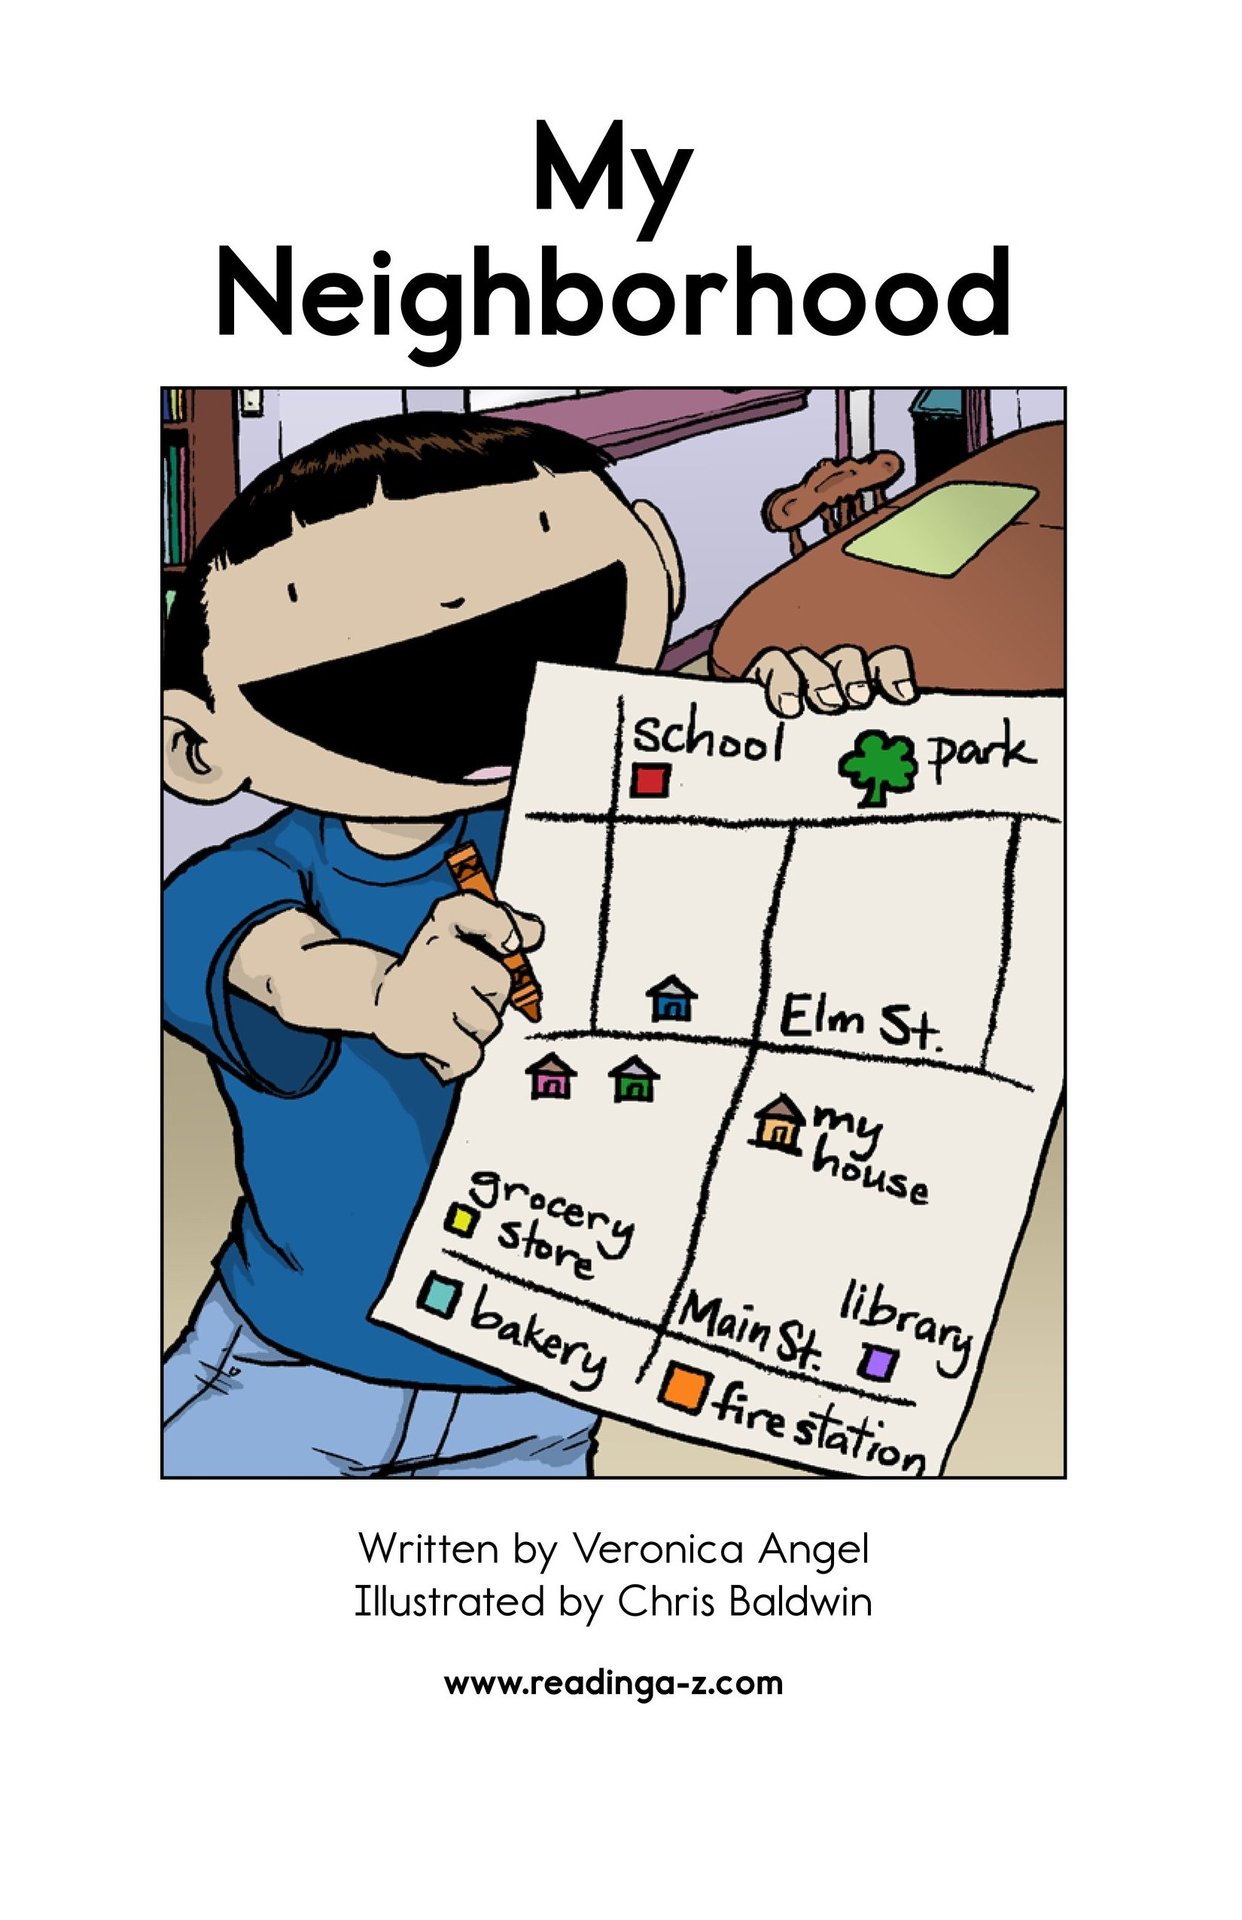 My
Neighborhood
school
park
Elm St.
my
house
grocery
store
library
Main St.
bakery
fire station
Written by Veronica Angel
Illustrated by Chris Baldwin
www.readinga-z.com